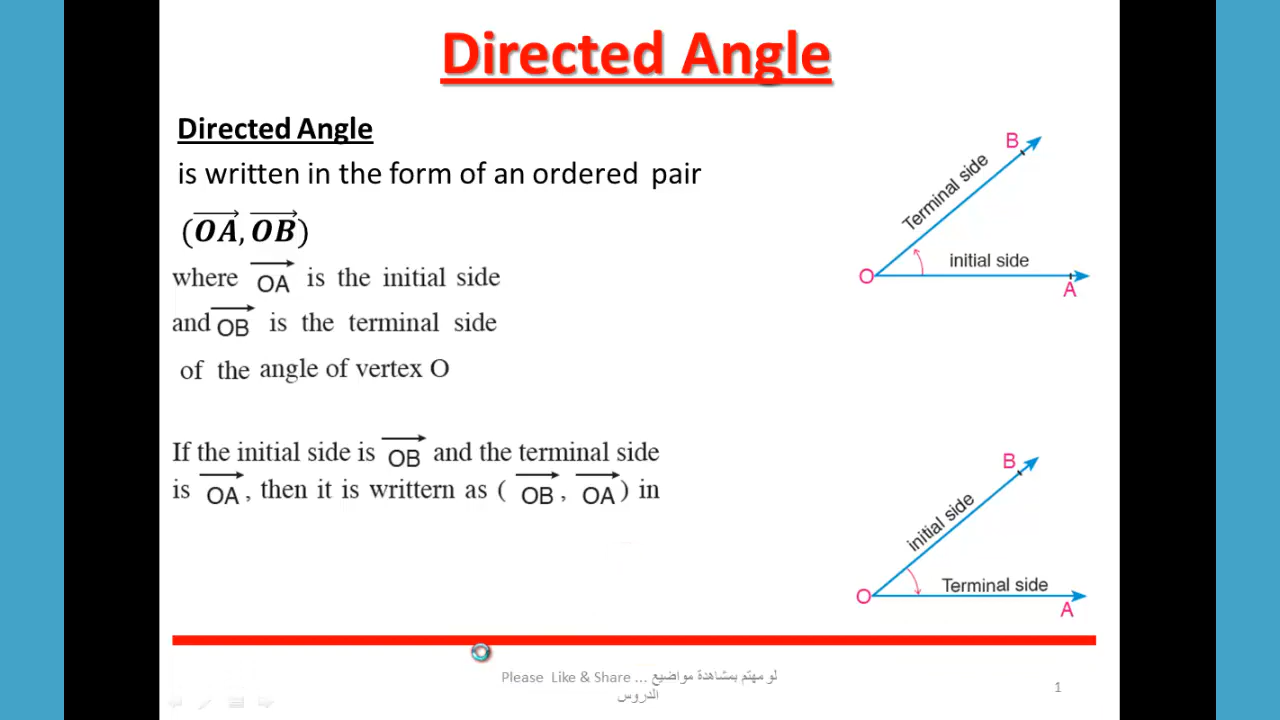 Directed Angle
Directed Angle
is written in the form of an ordered pair
(OA, OB)
where OA is the initial side
and OB is the terminal side
of the angle of vertex O
If the initial side is OB and the terminal side
is OA, then it is writtern as ( OB , OA ) in
B
Terminal side
initial side
O
A
B
initial side
Terminal side
O
A
Please Like & Share ... لو مهتم بمشاهدة مواضيع
الدروس
1